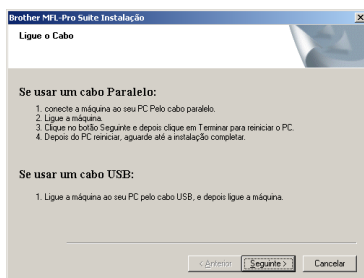 Brother MFL-Pro Suite Instalação
Ligue o Cabo
Se usar um cabo Paralelo:
1. conecte a máquina ao seu PC Pelo cabo paralelo.
2. Ligue a máquina.
3. Clique no botão Seguinte e depois clique em Terminar para reiniciar o PC.
4. Depois do PC reiniciar, aguarde até a instalação completar.
Se usar um cabo USB:
1. Ligue a máquina ao seu PC pelo cabo USB, e depois ligue a máquina.
< Anterior Seguinte > Cancelar